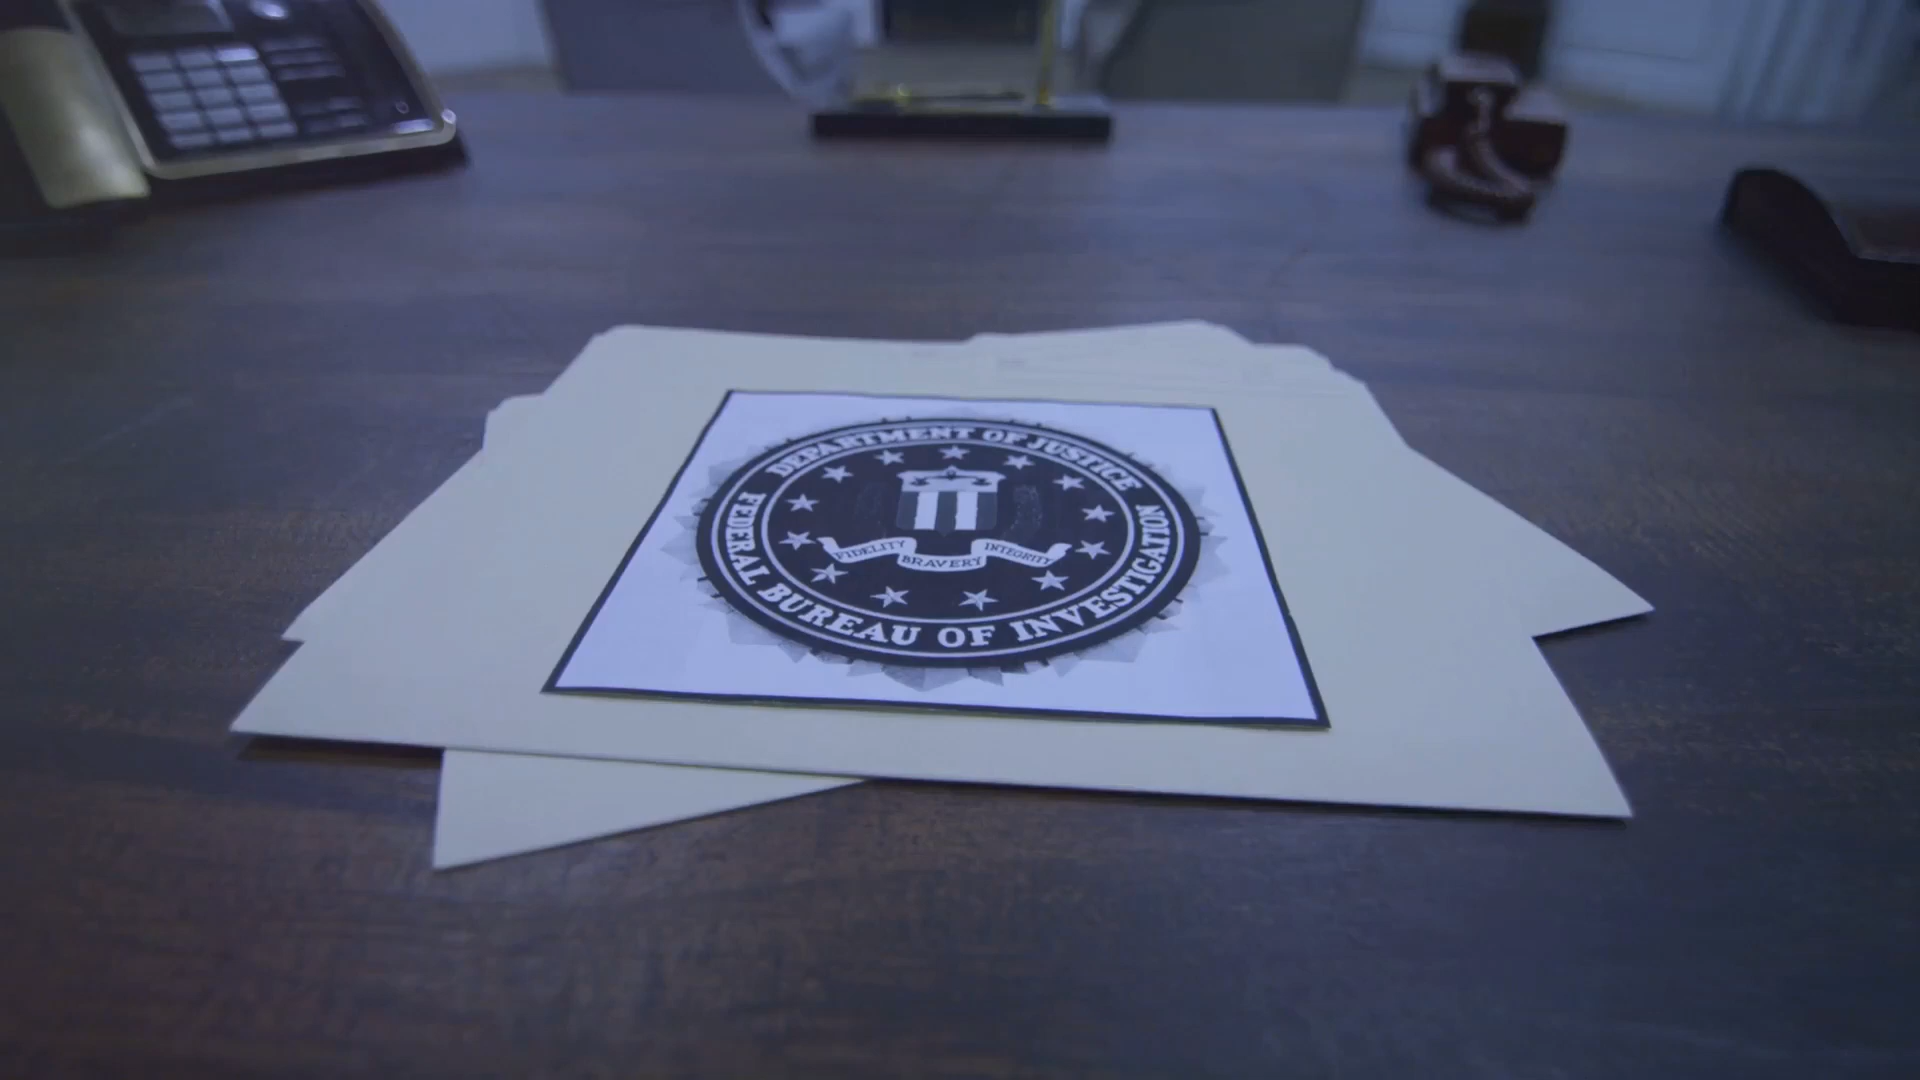 DEPARTMENT OF JUSTICE
FIDELITY BRAVERY INTEGRITY
FEDERAL BUREAU OF INVESTIGATION